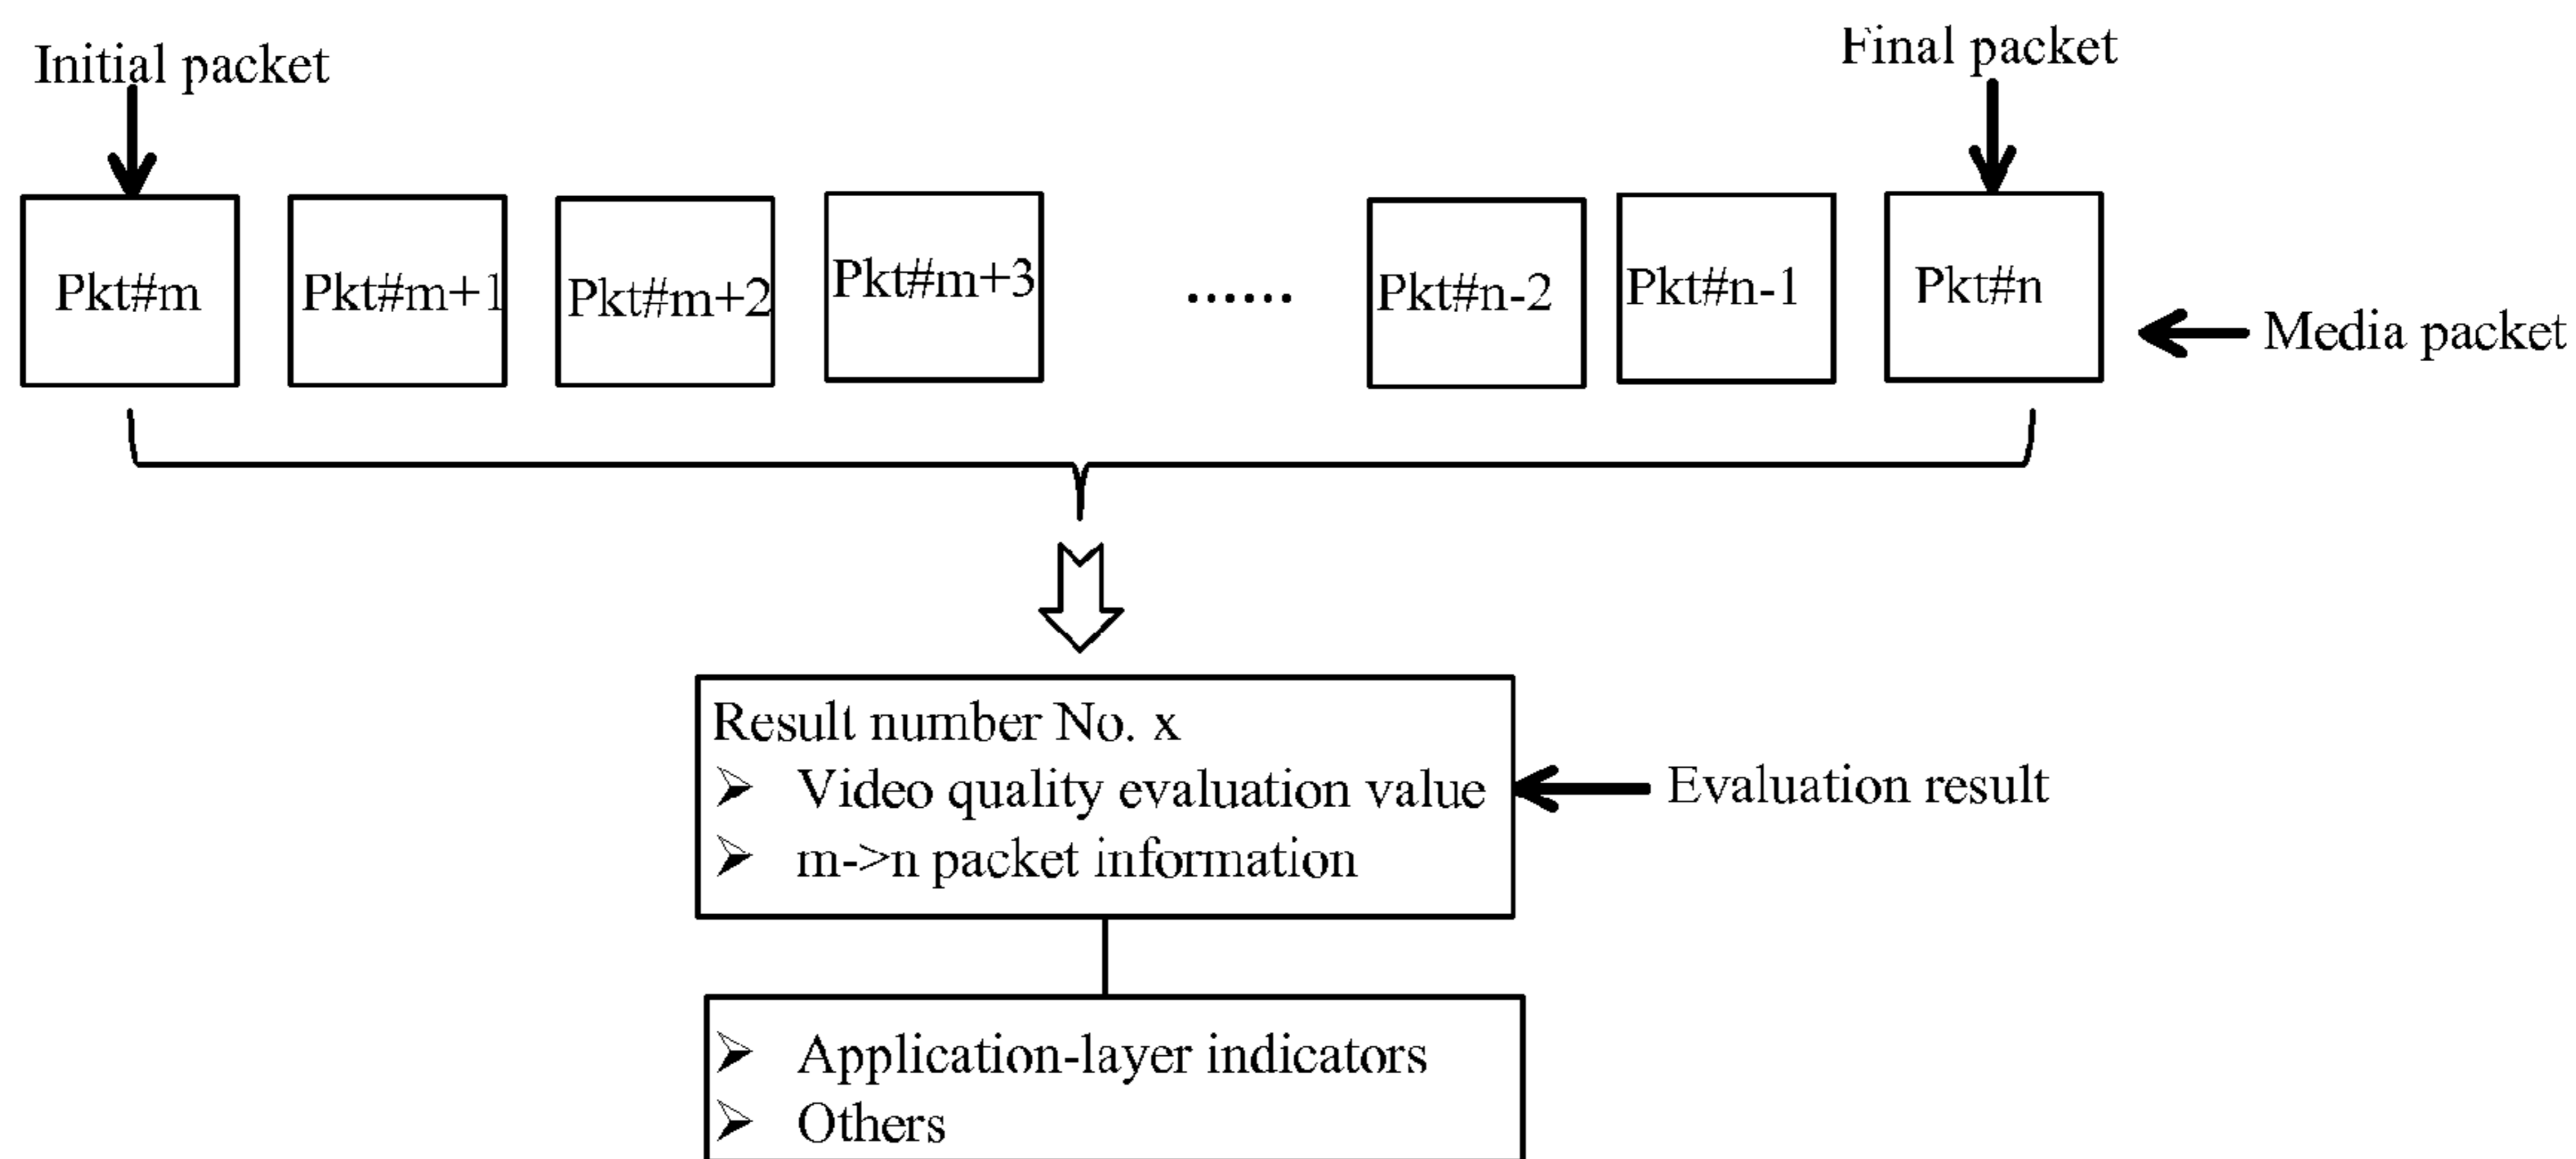 Initial packet
Final packet
Pkt#m
Pkt#m+1
Pkt#m+2
Pkt#m+3
......
Pkt#n-2
Pkt#n-1
Pkt#n
Media packet
Result number No. x
➢ Video quality evaluation value
➢ m->n packet information
Evaluation result
➢ Application-layer indicators
➢ Others